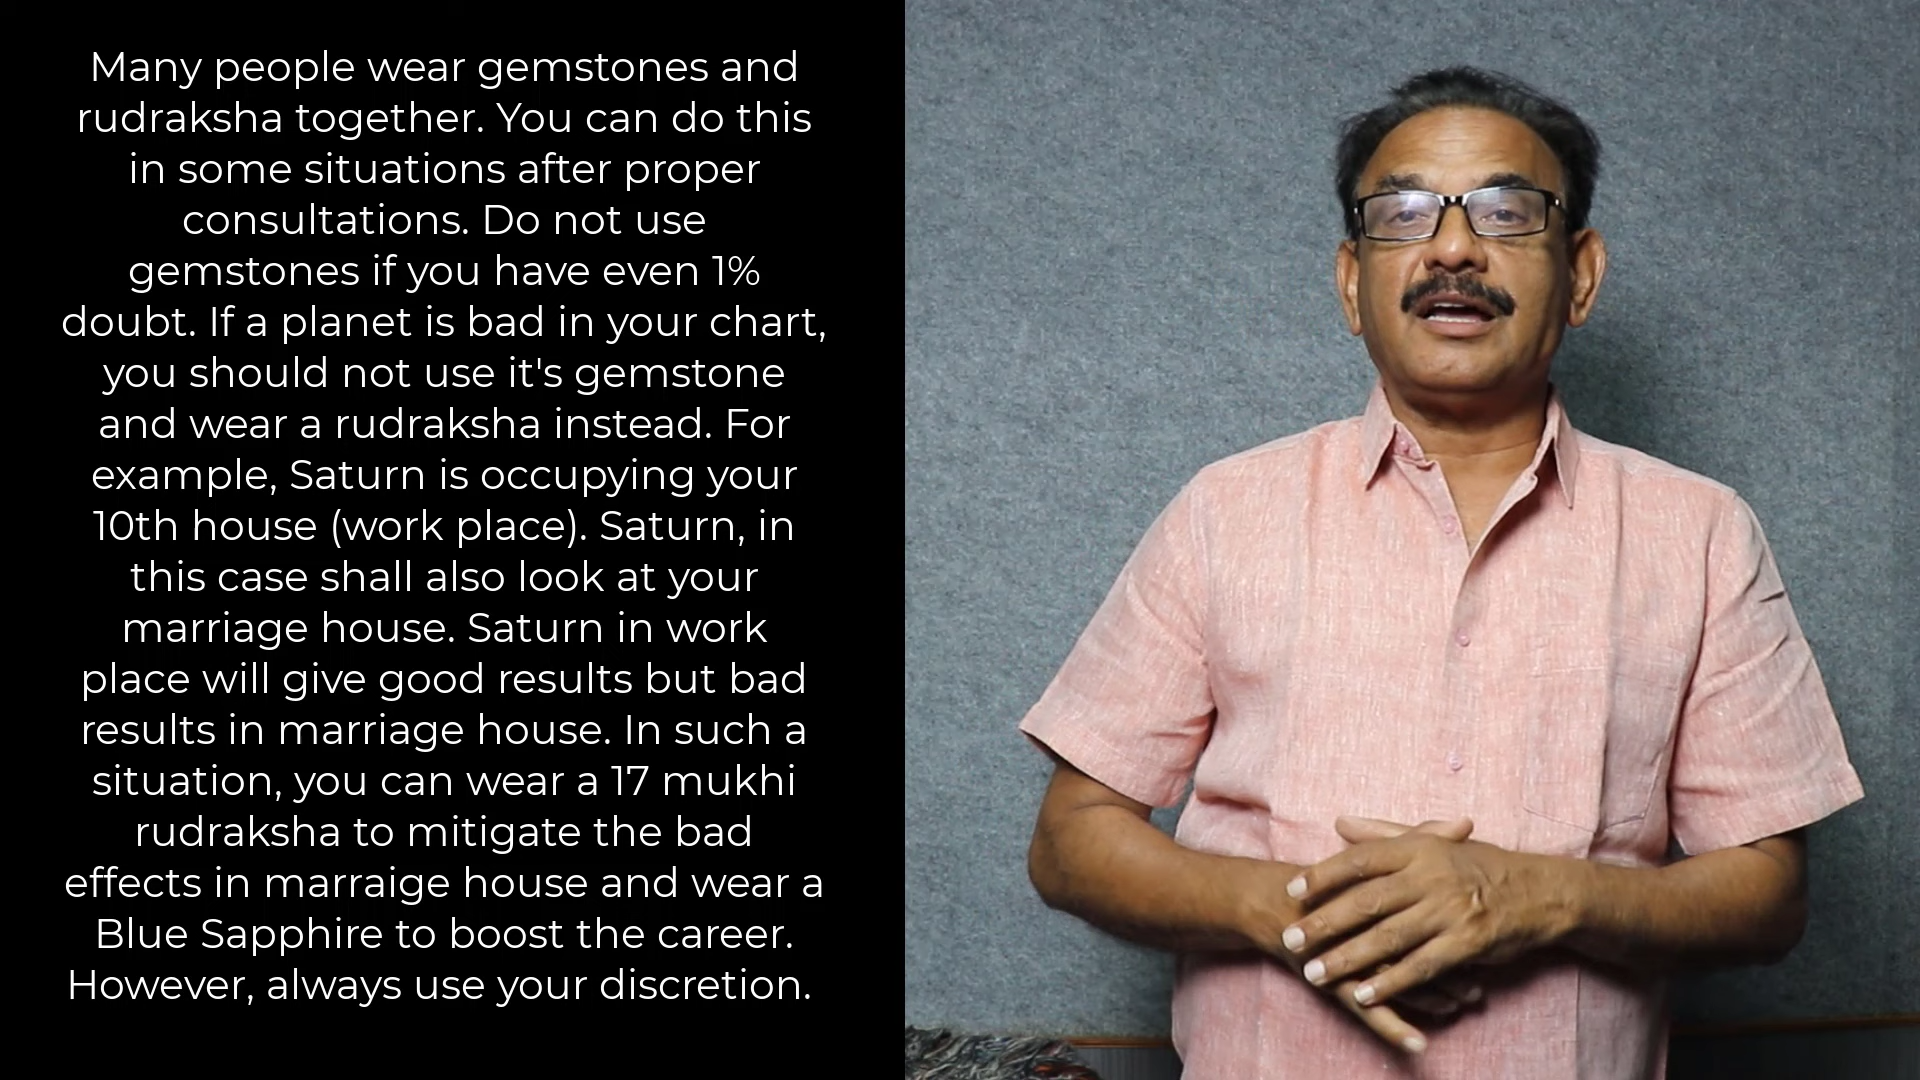 Many people wear gemstones and
rudraksha together. You can do this
in some situations after proper
consultations. Do not use
gemstones if you have even 1%
doubt. If a planet is bad in your chart,
you should not use it's gemstone
and wear a rudraksha instead. For
example, Saturn is occupying your
10th house (work place). Saturn, in
this case shall also look at your
marriage house. Saturn in work
place will give good results but bad
results in marriage house. In such a
situation, you can wear a 17 mukhi
rudraksha to mitigate the bad
effects in marraige house and wear a
Blue Sapphire to boost the career.
However, always use your discretion.